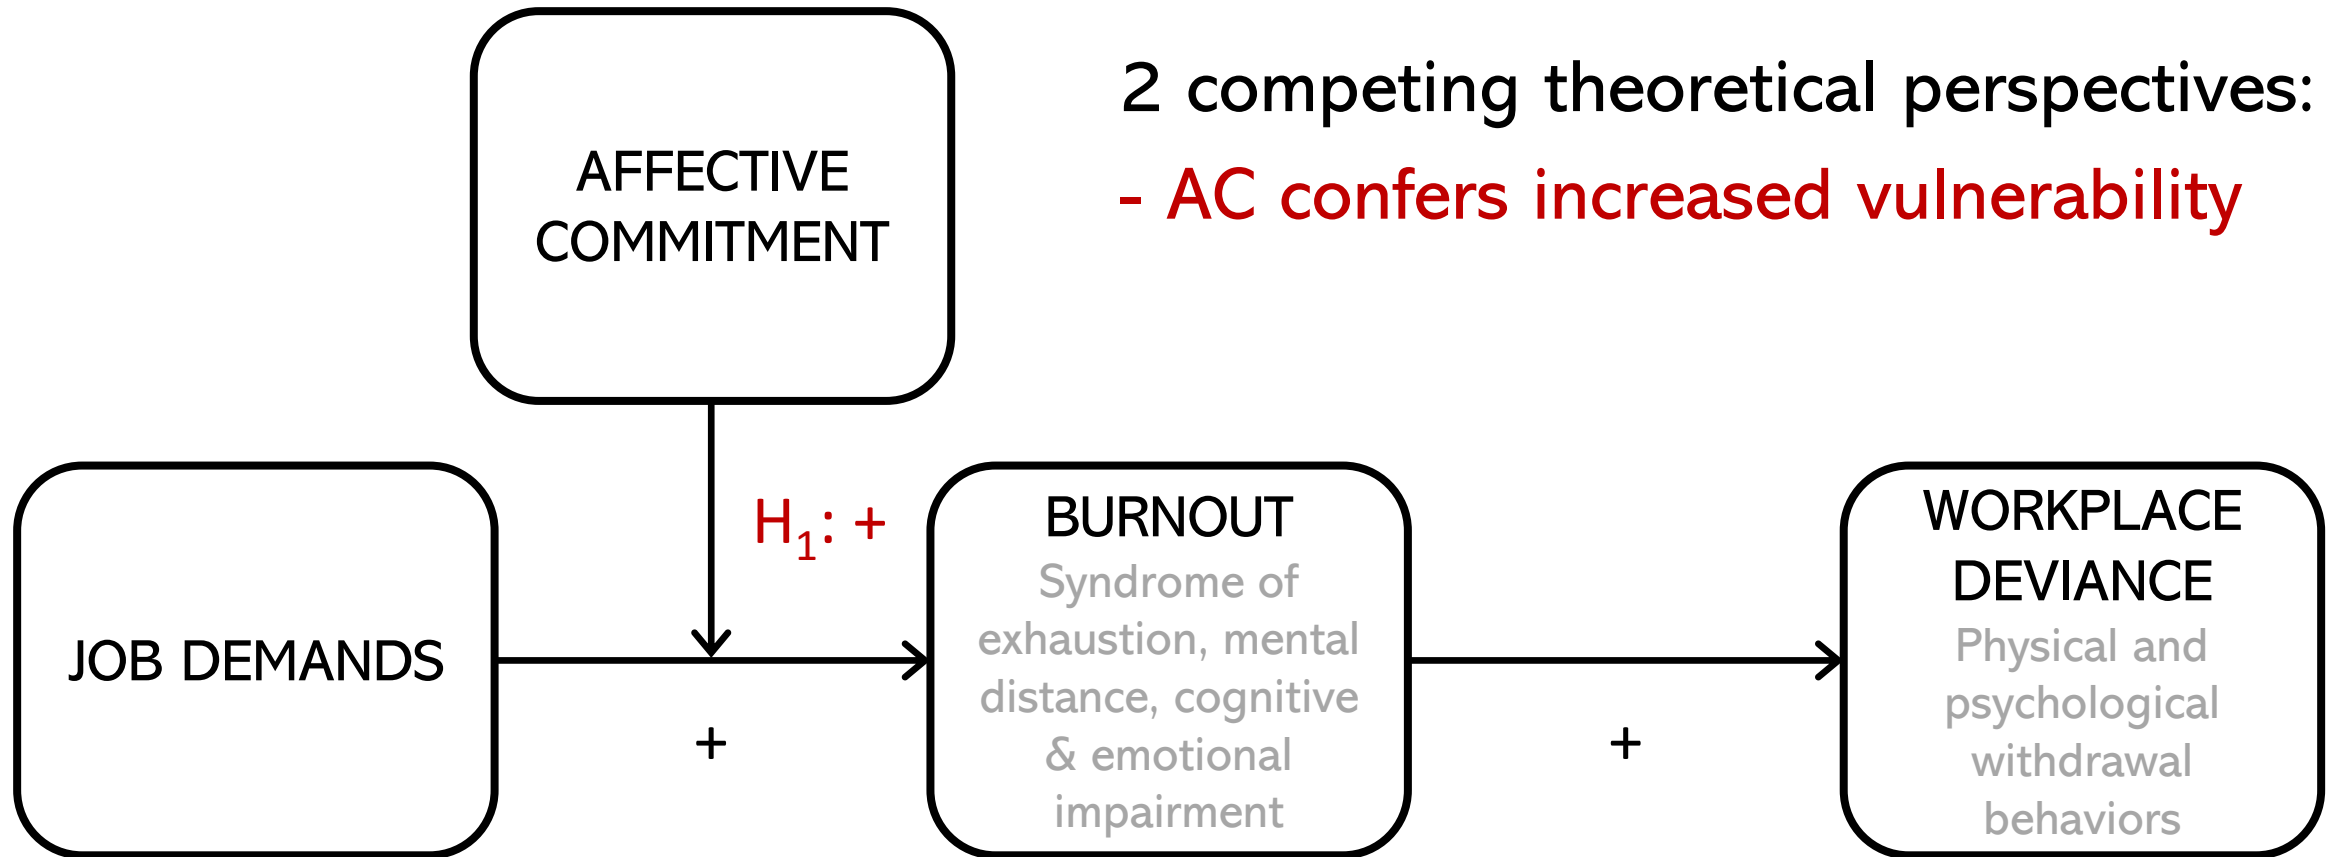 AFFECTIVE
COMMITMENT
2 competing theoretical perspectives:
- AC confers increased vulnerability
JOB DEMANDS
H₁: +
+
BURNOUT
Syndrome of
exhaustion, mental
distance, cognitive
& emotional
impairment
+
WORKPLACE
DEVIANCE
Physical and
psychological
withdrawal
behaviors